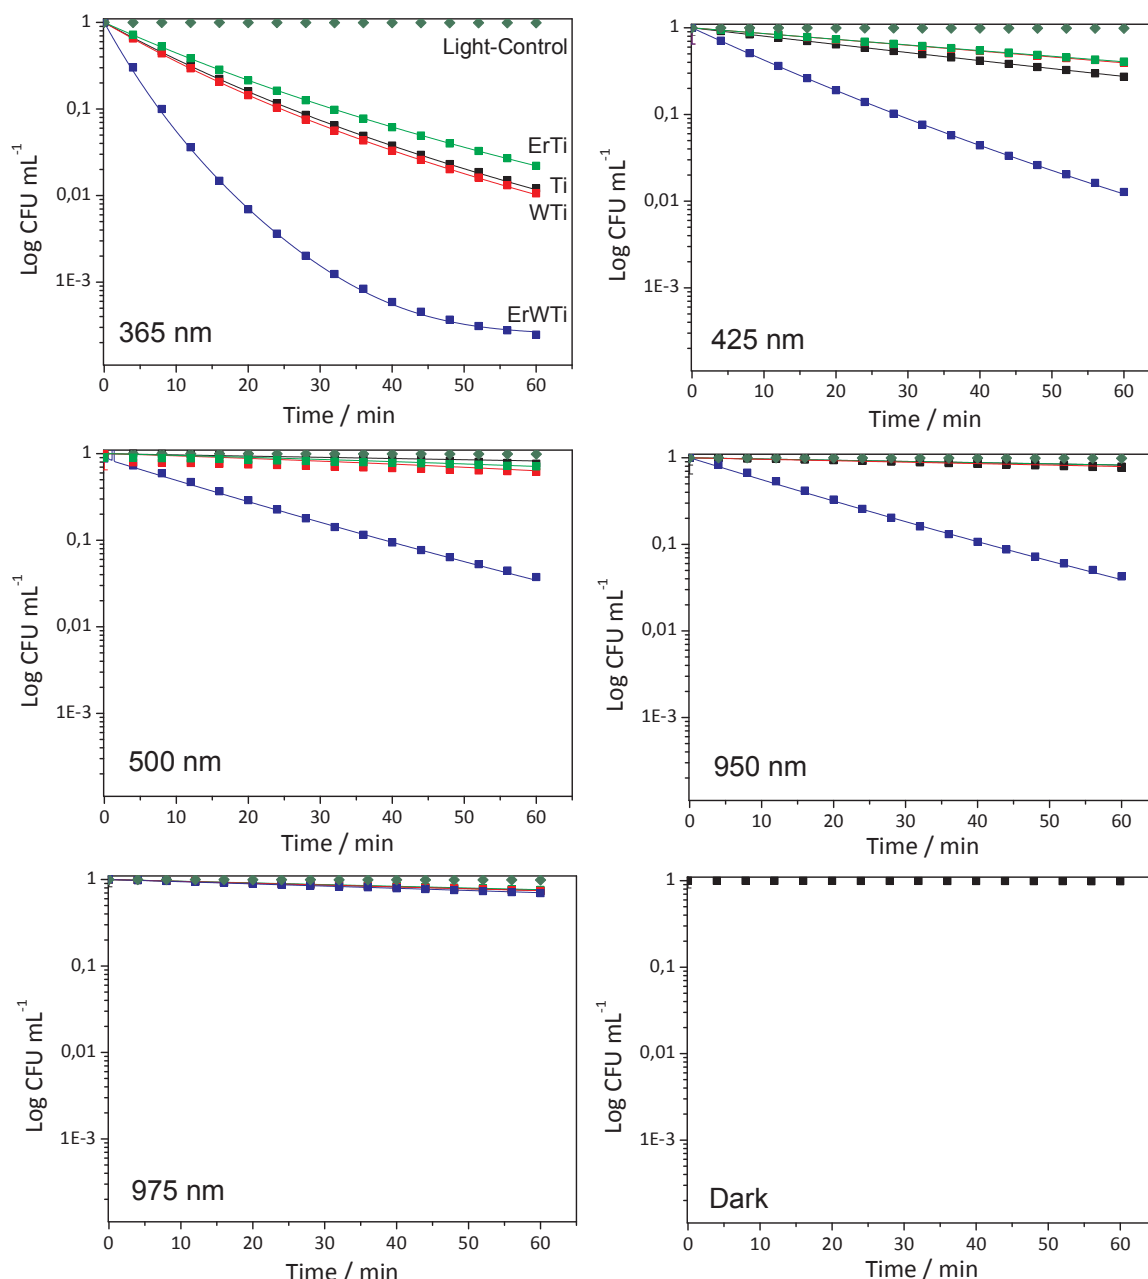 1
0,1
0,01
1E-3
Log CFU mL⁻¹
Light-Control
ErTi
Ti
WTi
ErWTi
365 nm
0 10 20 30 40 50 60
Time / min
1
0,1
0,01
1E-3
Log CFU mL⁻¹
425 nm
0 10 20 30 40 50 60
Time / min
1
0,1
0,01
1E-3
Log CFU mL⁻¹
500 nm
0 10 20 30 40 50 60
Time / min
1
0,1
0,01
1E-3
Log CFU mL⁻¹
950 nm
0 10 20 30 40 50 60
Time / min
1
0,1
0,01
1E-3
Log CFU mL⁻¹
975 nm
0 10 20 30 40 50 60
Time / min
1
0,1
0,01
1E-3
Log CFU mL⁻¹
Dark
0 10 20 30 40 50 60
Time / min